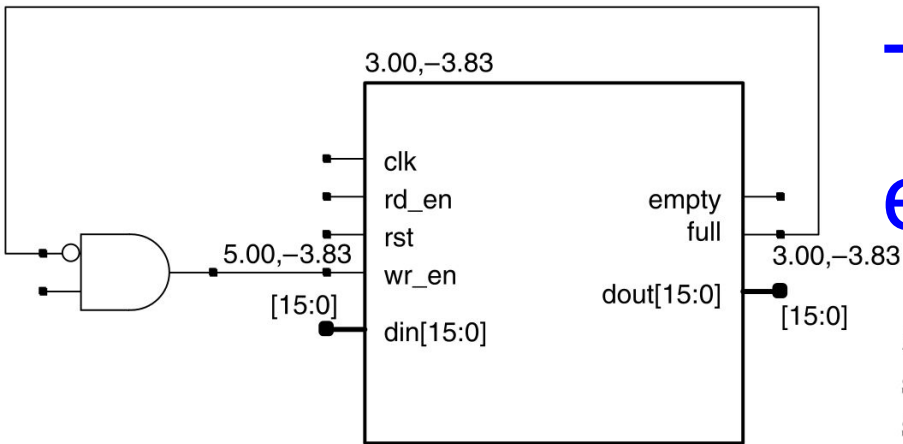 3.00,–3.83
clk
rd_en
empty
rst
full
5.00,–3.83
3.00,–3.83
wr_en
dout[15:0]
[15:0]
[15:0]
din[15:0]